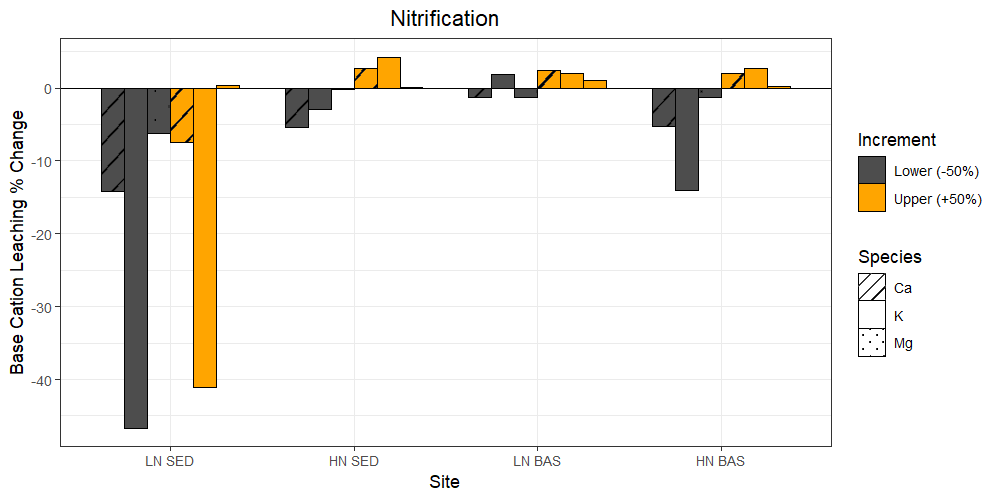 Nitrification
Base Cation Leaching % Change
0
-10
-20
-30
-40
LN SED
HN SED
LN BAS
HN BAS
Site
Increment
Lower (-50%)
Upper (+50%)
Species
Ca
K
Mg